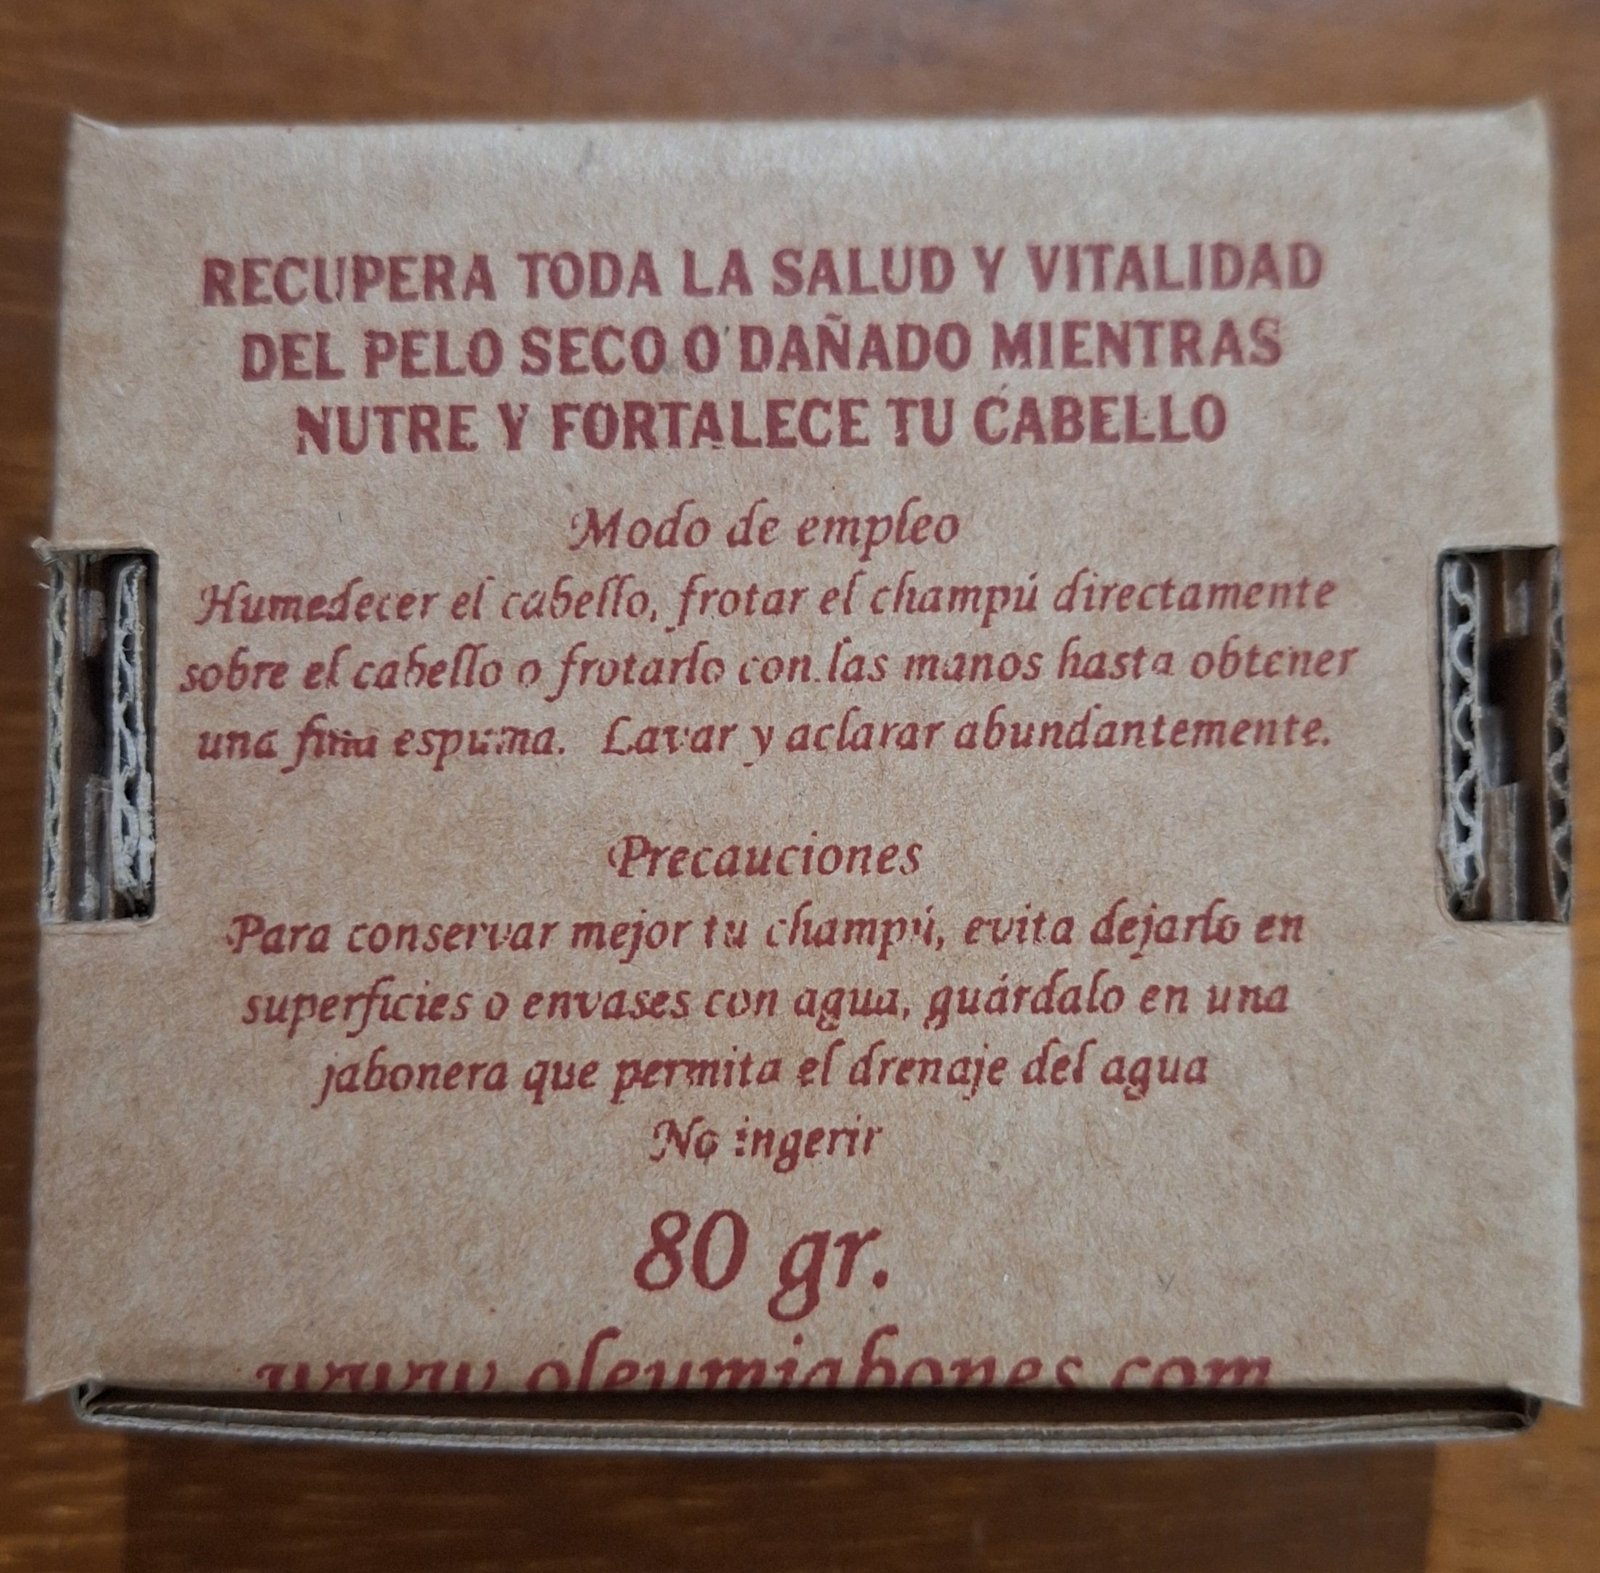 RECUPERA TODA LA SALUD Y VITALIDAD
DEL PELO SECO O DAÑADO MIENTRAS
NUTRE Y FORTALECE TU CABELLO
Modo de empleo
Humedecer el cabello, frotar el champú directamente
sobre el cabello o frotarlo con las manos hasta obtener
una fina espuma. Lavar y aclarar abundantemente.
Precauciones
Para conservar mejor tu champú, evita dejarlo en
superficies o envases con agua, guárdalo en una
jabonera que permita el drenaje del agua
No ingerir
80 gr.
www.oleumjabones.com